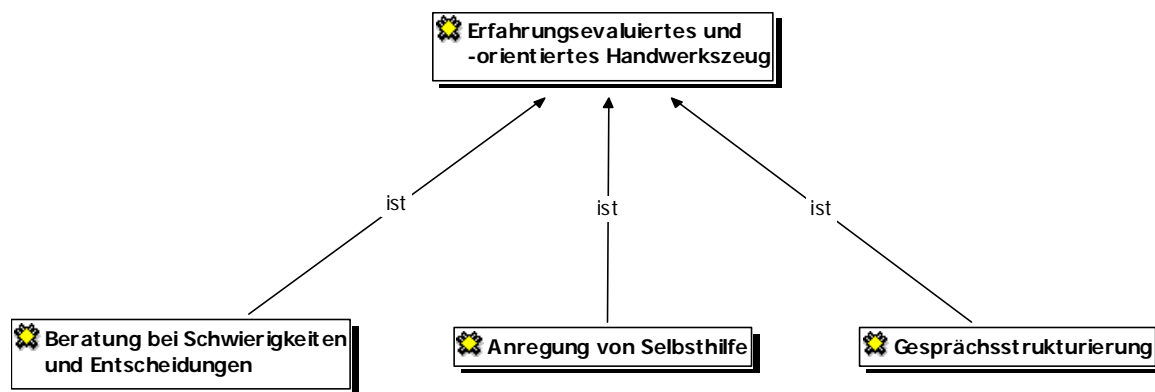 Erfahrungsevaluiertes und
-orientiertes Handwerkszeug
ist
ist
ist
Beratung bei Schwierigkeiten
und Entscheidungen
Anregung von Selbsthilfe
Gesprächsstrukturierung